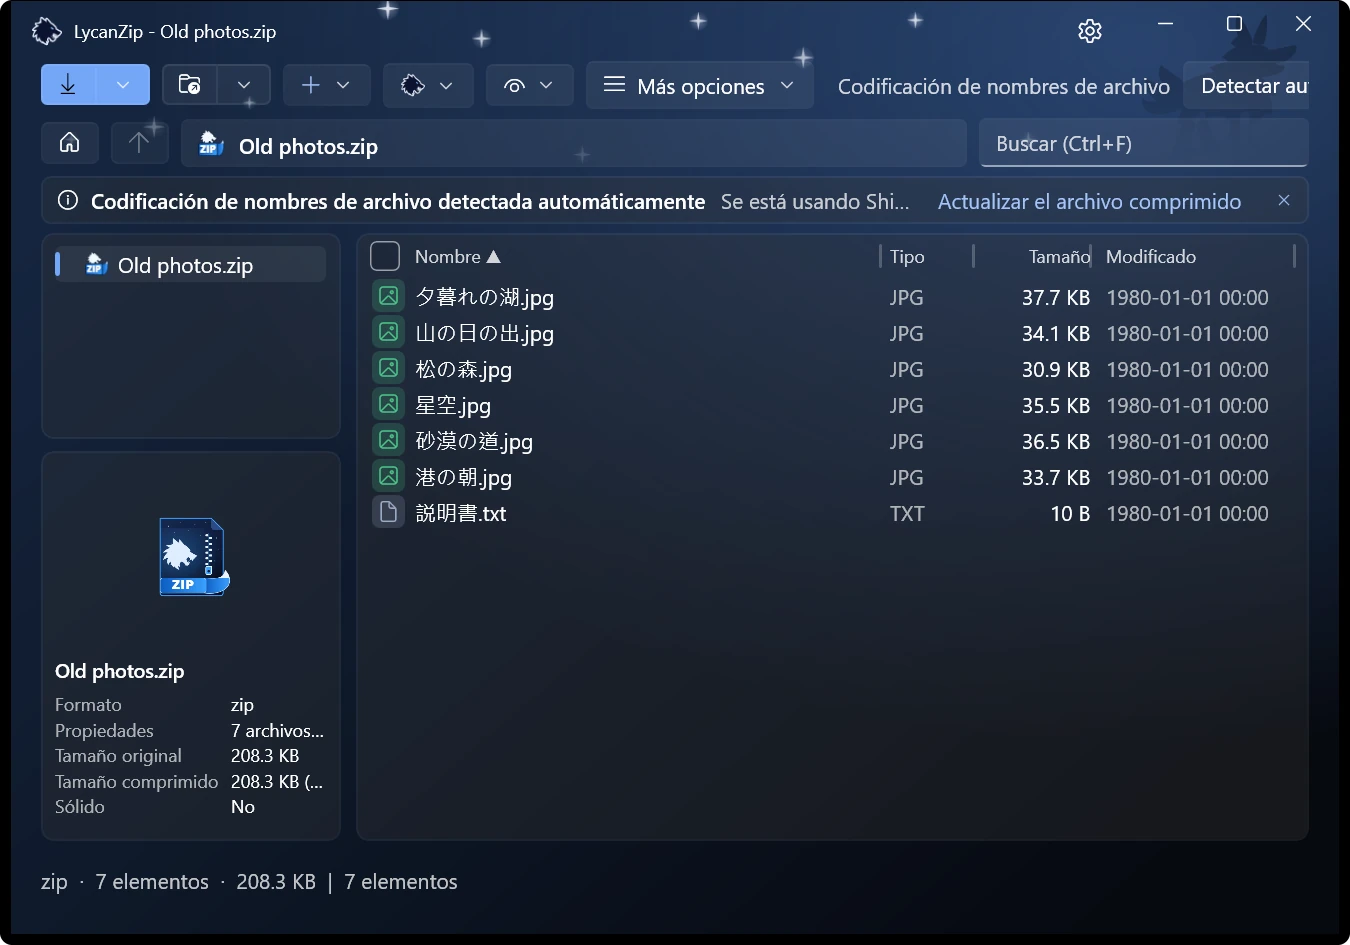 LycanZip - Old photos.zip
Más opciones
Codificación de nombres de archivo
Detectar au
ZIP
Old photos.zip
Buscar (Ctrl+F)
Codificación de nombres de archivo detectada automáticamente Se está usando Shi... Actualizar el archivo comprimido
ZIP
Old photos.zip
Nombre Tipo Tamaño Modificado
夕暮れの湖.jpg JPG 37.7 KB 1980-01-01 00:00
山の日の出.jpg JPG 34.1 KB 1980-01-01 00:00
松の森.jpg JPG 30.9 KB 1980-01-01 00:00
星空.jpg JPG 35.5 KB 1980-01-01 00:00
砂漠の道.jpg JPG 36.5 KB 1980-01-01 00:00
港の朝.jpg JPG 33.7 KB 1980-01-01 00:00
説明書.txt TXT 10 B 1980-01-01 00:00
ZIP
Old photos.zip
Formato zip
Propiedades 7 archivos...
Tamaño original 208.3 KB
Tamaño comprimido 208.3 KB (...
Sólido No
zip · 7 elementos · 208.3 KB | 7 elementos